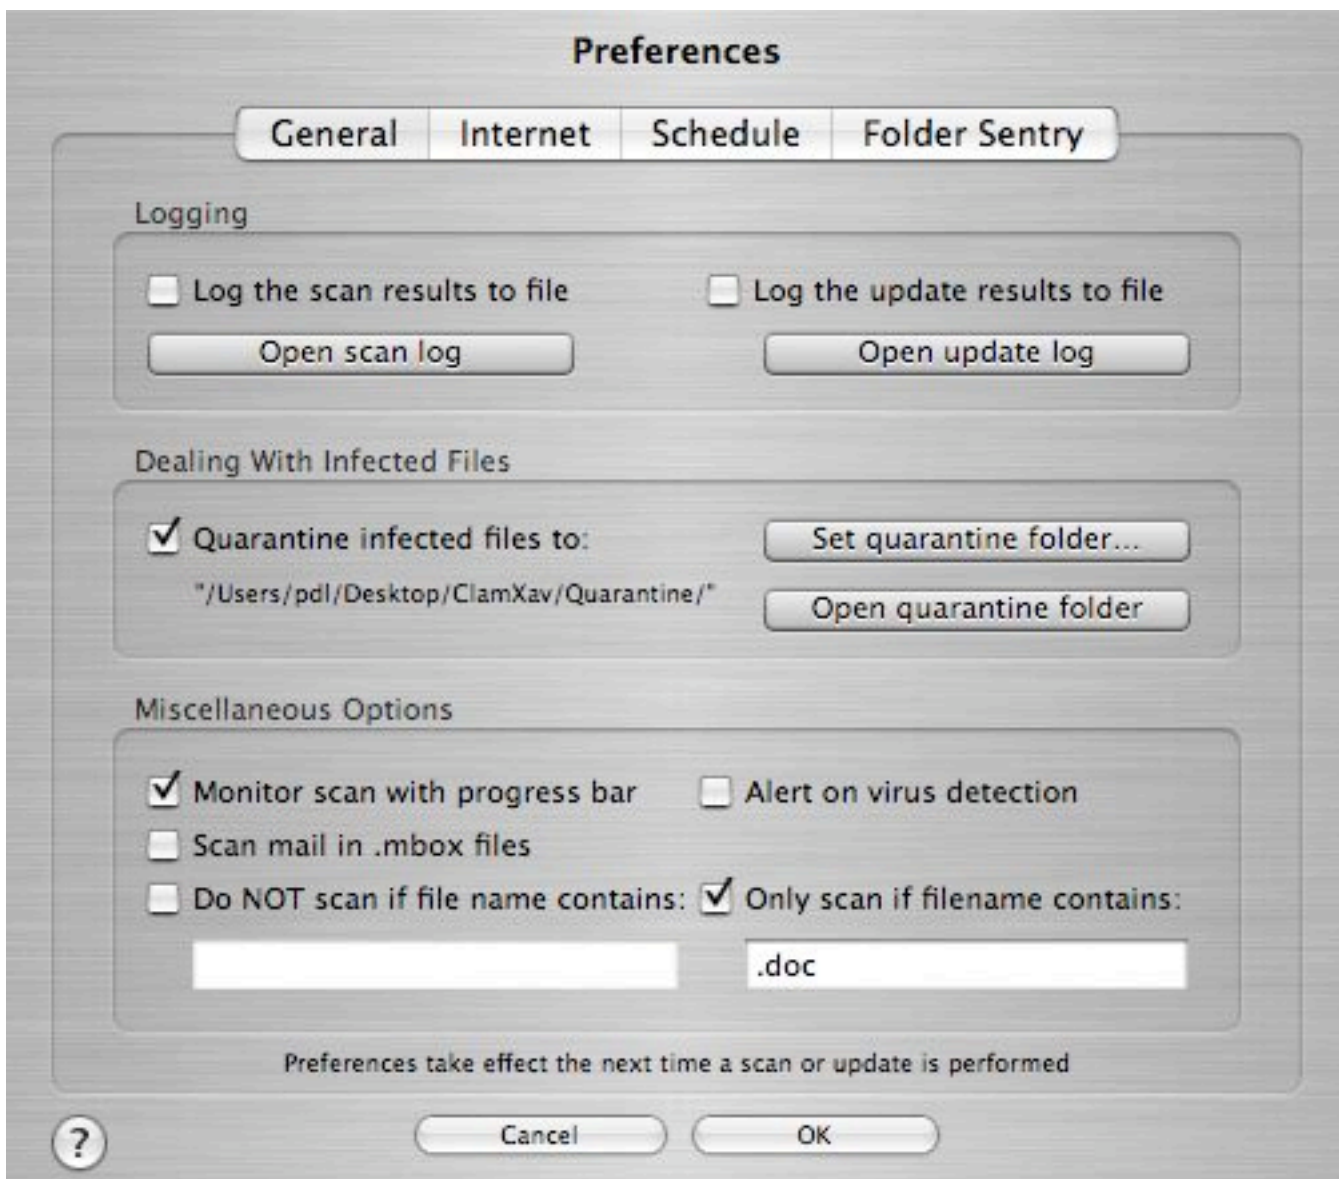 Preferences
General Internet Schedule Folder Sentry
Logging
Log the scan results to file Log the update results to file
Open scan log Open update log
Dealing With Infected Files
Quarantine infected files to: Set quarantine folder...
"/Users/pdl/Desktop/ClamXav/Quarantine/" Open quarantine folder
Miscellaneous Options
Monitor scan with progress bar Alert on virus detection
Scan mail in .mbox files
Do NOT scan if file name contains: Only scan if filename contains:
.doc
Preferences take effect the next time a scan or update is performed
? Cancel OK